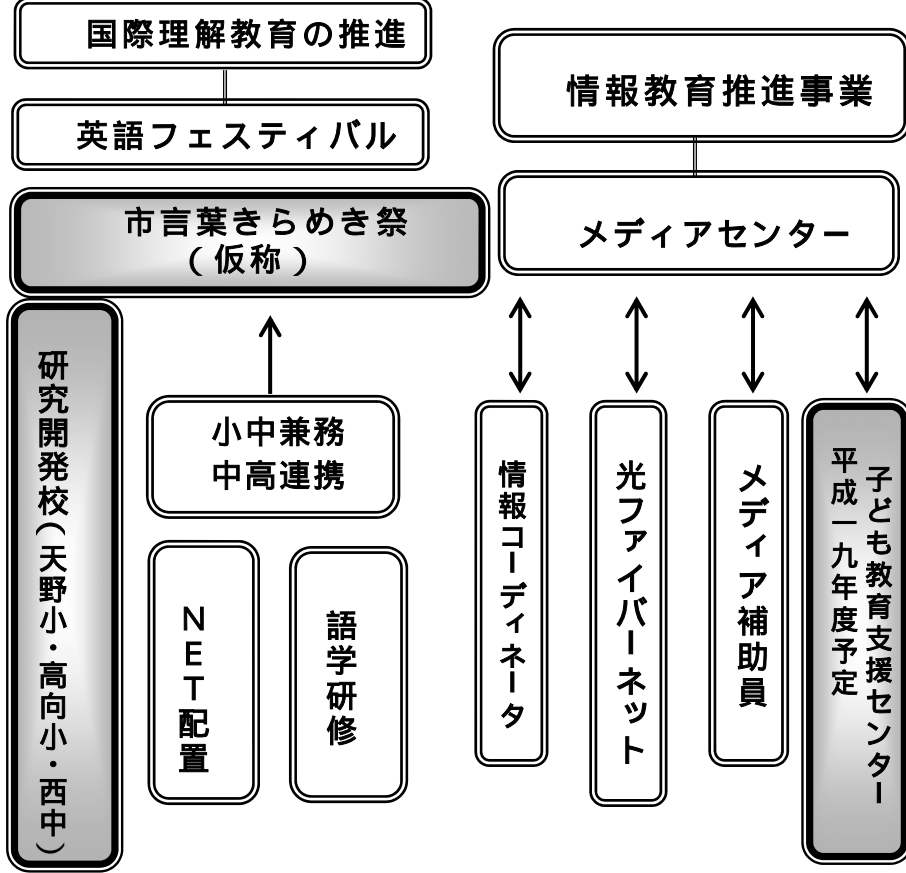 国際理解教育の推進
英語フェスティバル
市言葉きらめき祭
（仮称）
研究開発校（天野小・高向小・西中）
小中兼務
中高連携
ＮＥＴ配置
語学研修
情報教育推進事業
メディアセンター
情報コーディネータ
光ファイバーネット
メディア補助員
子ども教育支援センター
平成一九年度予定